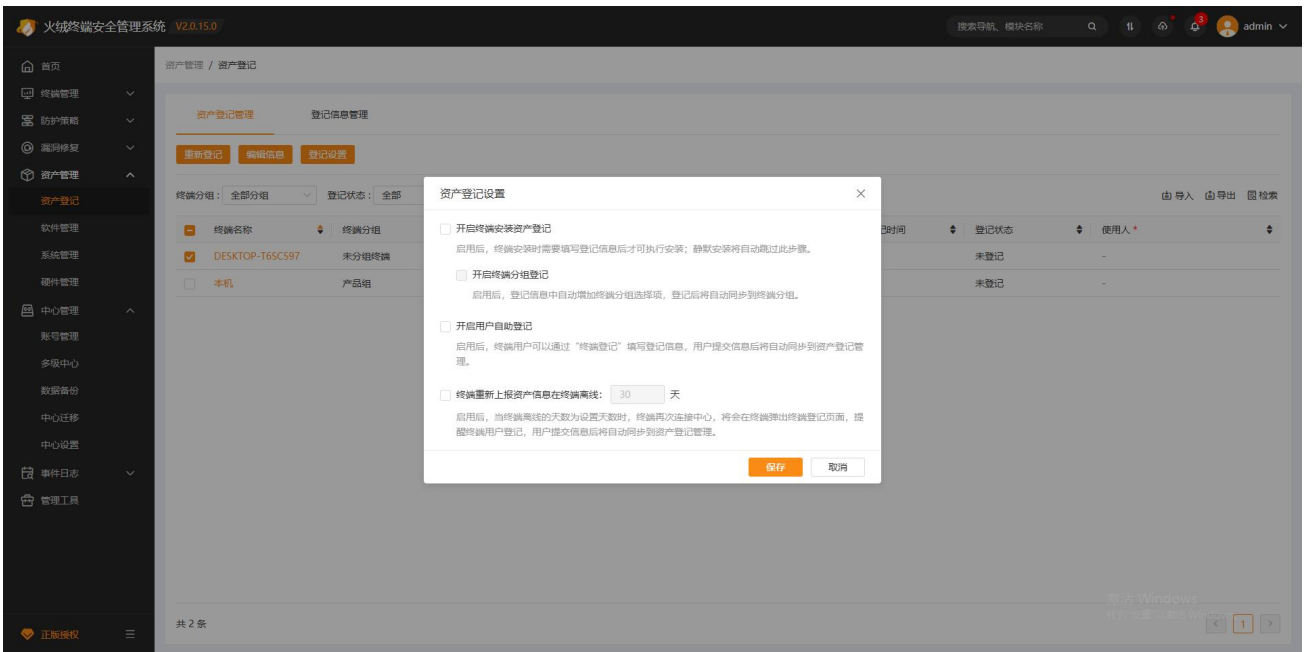 火绒终端安全管理系统 V2.0.15.0
搜索导航、模块名称
3
admin
首页
终端管理
防护策略
漏洞修复
资产管理
资产登记
软件管理
系统管理
硬件管理
中心管理
账号管理
多级中心
数据备份
中心迁移
中心设置
事件日志
管理工具
正版授权
资产管理 / 资产登记
资产登记管理 登记信息管理
重新登记 编辑信息 登记设置
终端分组: 全部分组 登记状态: 全部
导入 导出 检索
终端名称 终端分组 记时间 登记状态 使用人 *
DESKTOP-T6SC597 未分组终端 未登记 -
本机 产品组 未登记 -
资产登记设置
开启终端安装资产登记
启用后，终端安装时需要填写登记信息后才可执行安装；静默安装将自动跳过此步骤。
开启终端分组登记
启用后，登记信息中自动增加终端分组选择项，登记后将自动同步到终端分组。
开启用户自助登记
启用后，终端用户可以通过“终端登记”填写登记信息，用户提交信息后将自动同步到资产登记管
理。
终端重新上报资产信息在终端离线: 30 天
启用后，当终端离线的天数为设置天数时，终端再次连接中心，将会在终端弹出终端登记页面，提
醒终端用户登记，用户提交信息后将自动同步到资产登记管理。
保存 取消
共 2 条
激活 Windows
1